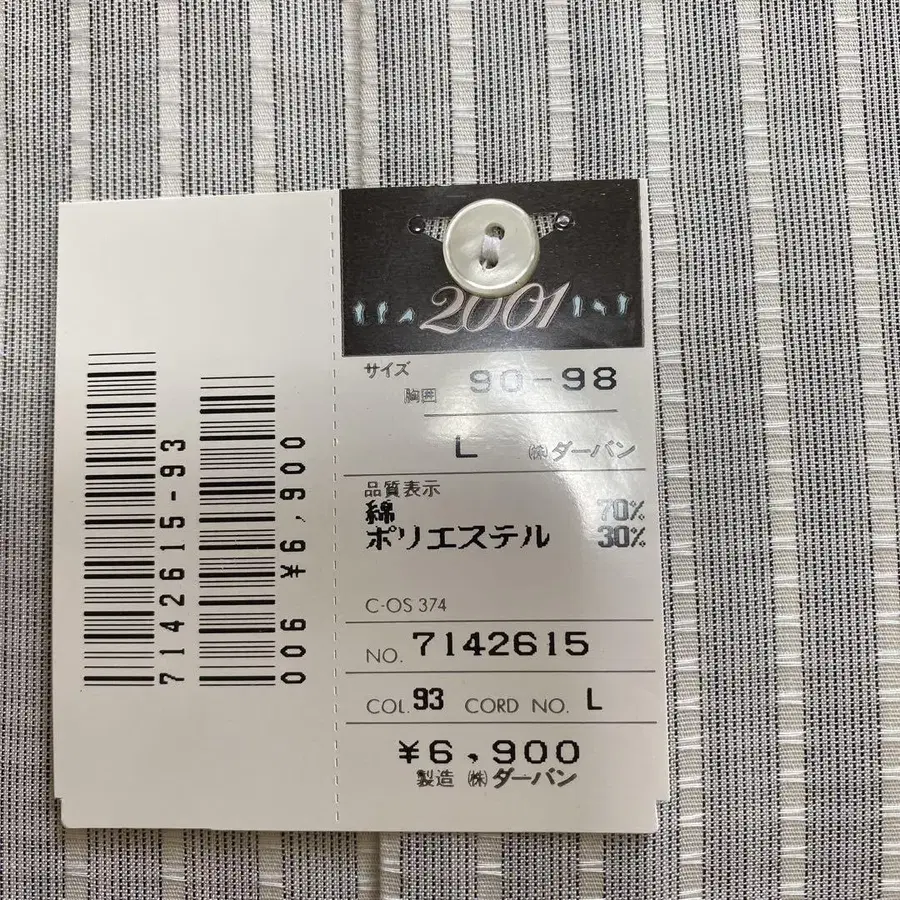 7142615-93
006 ¥6,900
2001
サイズ
胸囲 90-98
L ㈱ダーバン
品質表示
綿 70%
ポリエステル 30%
C-OS 374
NO. 7142615
COL. 93 CORD NO. L
¥6,900
製造 ㈱ダーバン